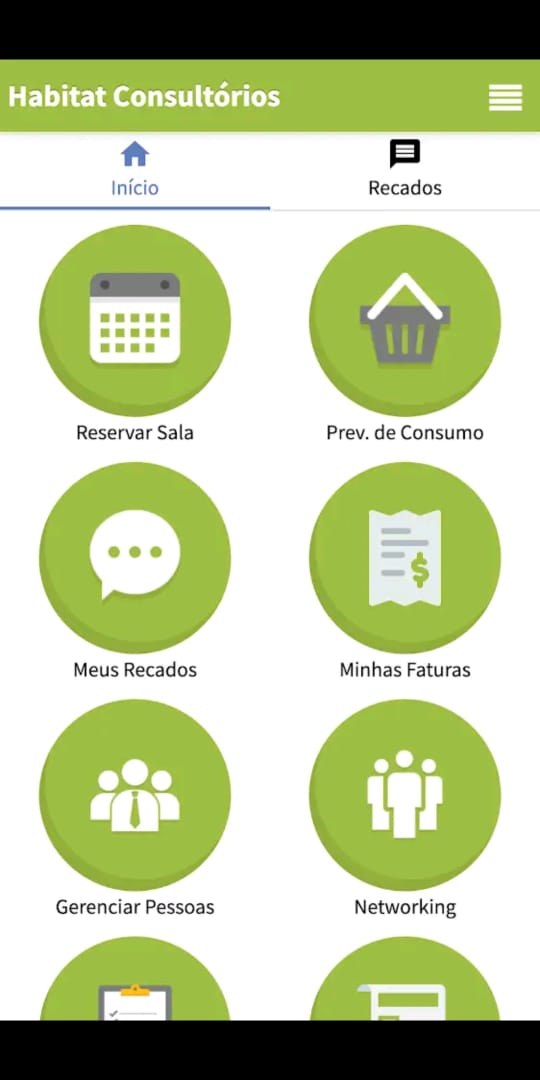 Habitat Consultórios
Início
Recados
Reservar Sala
Prev. de Consumo
Meus Recados
Minhas Faturas
Gerenciar Pessoas
Networking